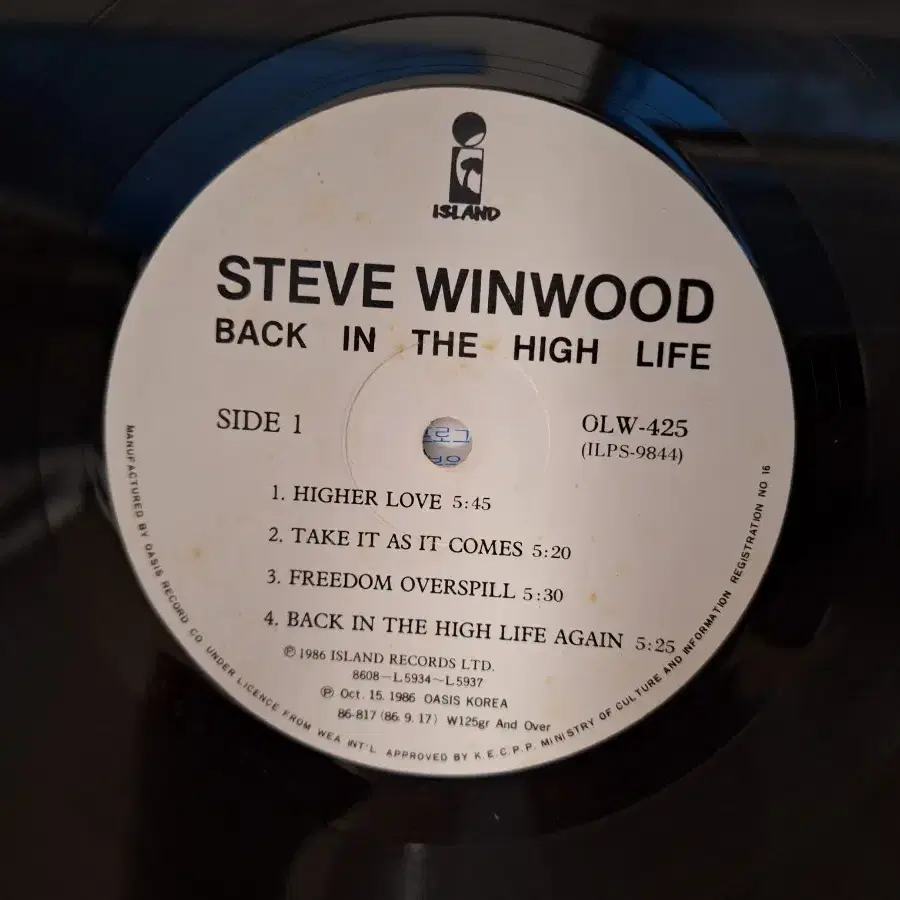 ISLAND
STEVE WINWOOD
BACK IN THE HIGH LIFE
SIDE 1
OLW-425
(ILPS-9844)
1. HIGHER LOVE 5:45
2. TAKE IT AS IT COMES 5:20
3. FREEDOM OVERSPILL 5:30
4. BACK IN THE HIGH LIFE AGAIN 5:25
Ⓟ1986 ISLAND RECORDS LTD.
8608-L5934~L5937
Ⓟ Oct. 15. 1986 OASIS KOREA
86-817 (86. 9. 17) W125gr And Over
MANUFACTURED BY OASIS RECORD CO. UNDER LICENCE FROM WEA INT'L APPROVED BY K.E.C.P.P. MINISTRY OF CULTURE AND INFORMATION REGISTRATION NO 16